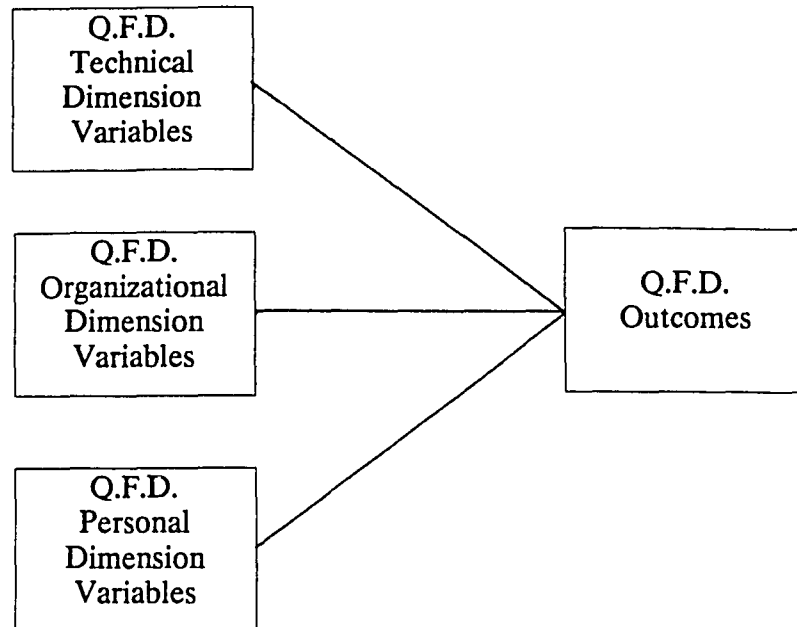 Q.F.D.
Technical
Dimension
Variables
Q.F.D.
Organizational
Dimension
Variables
Q.F.D.
Outcomes
Q.F.D.
Personal
Dimension
Variables